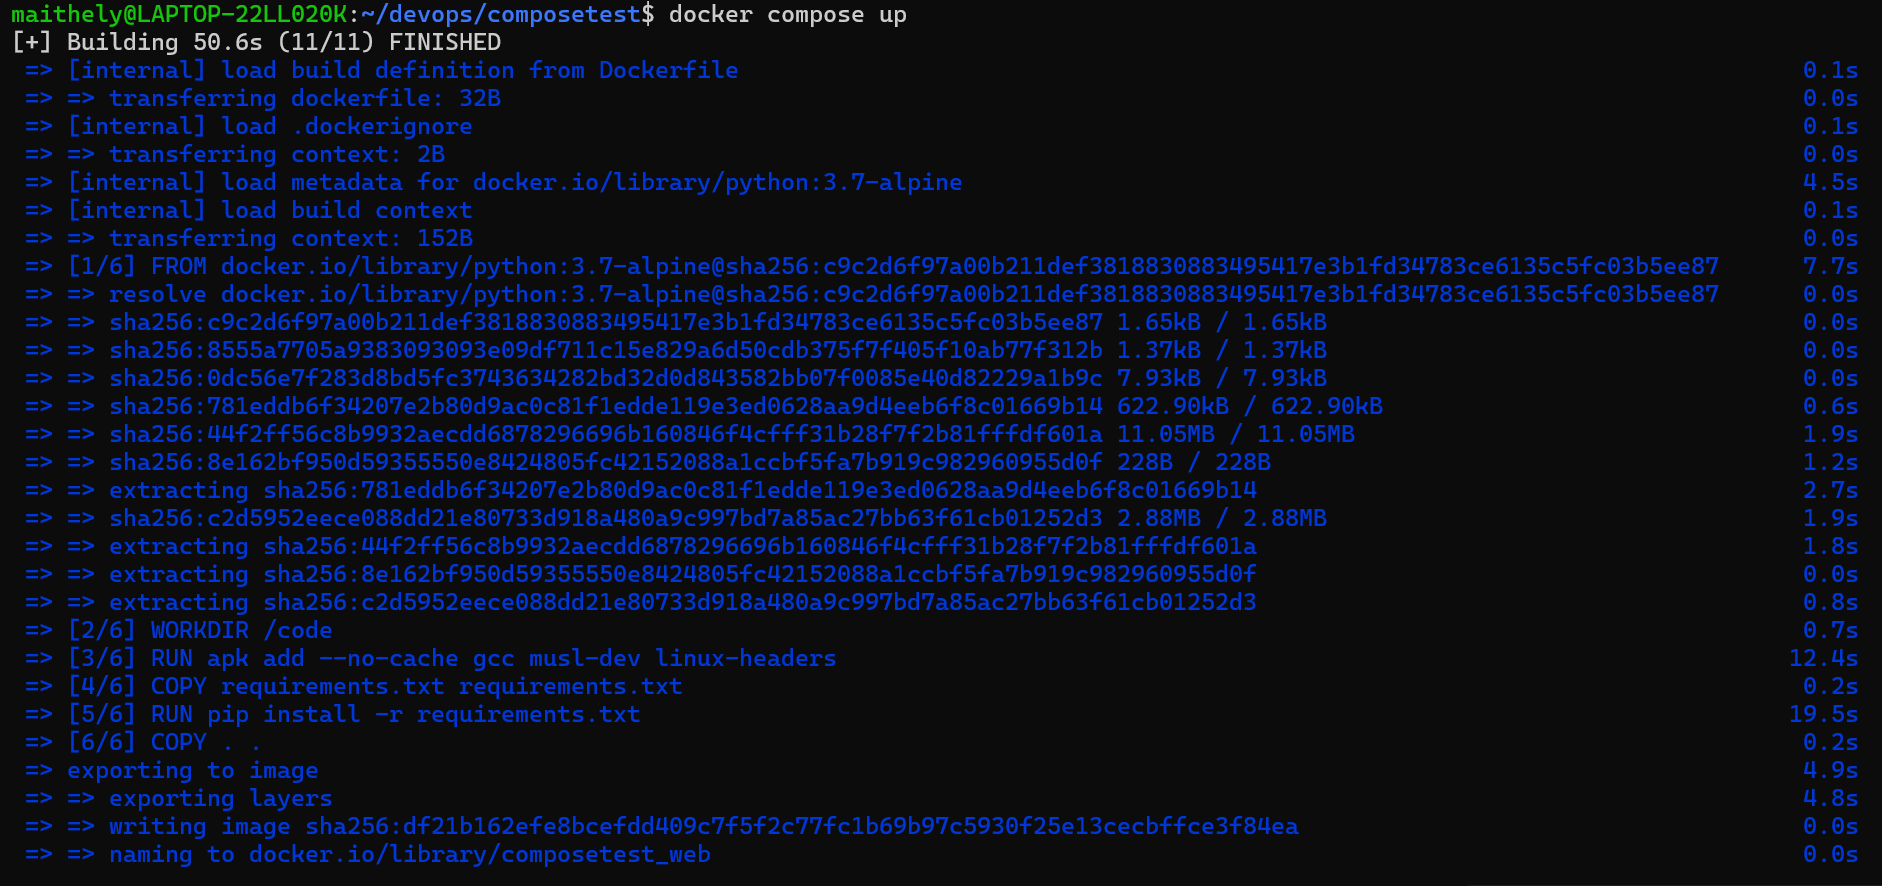 maithely@LAPTOP-22LL020K:~/devops/composetest$ docker compose up
[+] Building 50.6s (11/11) FINISHED
=> [internal] load build definition from Dockerfile 0.1s
=> => transferring dockerfile: 32B 0.0s
=> [internal] load .dockerignore 0.1s
=> => transferring context: 2B 0.0s
=> [internal] load metadata for docker.io/library/python:3.7-alpine 4.5s
=> [internal] load build context 0.1s
=> => transferring context: 152B 0.0s
=> [1/6] FROM docker.io/library/python:3.7-alpine@sha256:c9c2d6f97a00b211def3818830883495417e3b1fd34783ce6135c5fc03b5ee87 7.7s
=> => resolve docker.io/library/python:3.7-alpine@sha256:c9c2d6f97a00b211def3818830883495417e3b1fd34783ce6135c5fc03b5ee87 0.0s
=> => sha256:c9c2d6f97a00b211def3818830883495417e3b1fd34783ce6135c5fc03b5ee87 1.65kB / 1.65kB 0.0s
=> => sha256:8555a7705a9383093093e09df711c15e829a6d50cdb375f7f405f10ab77f312b 1.37kB / 1.37kB 0.0s
=> => sha256:0dc56e7f283d8bd5fc3743634282bd32d0d843582bb07f0085e40d82229a1b9c 7.93kB / 7.93kB 0.0s
=> => sha256:781eddb6f34207e2b80d9ac0c81f1edde119e3ed0628aa9d4eeb6f8c01669b14 622.90kB / 622.90kB 0.6s
=> => sha256:44f2ff56c8b9932aecdd6878296696b160846f4cfff31b28f7f2b81fffdf601a 11.05MB / 11.05MB 1.9s
=> => sha256:8e162bf950d59355550e8424805fc42152088a1ccbf5fa7b919c982960955d0f 228B / 228B 1.2s
=> => extracting sha256:781eddb6f34207e2b80d9ac0c81f1edde119e3ed0628aa9d4eeb6f8c01669b14 2.7s
=> => sha256:c2d5952eece088dd21e80733d918a480a9c997bd7a85ac27bb63f61cb01252d3 2.88MB / 2.88MB 1.9s
=> => extracting sha256:44f2ff56c8b9932aecdd6878296696b160846f4cfff31b28f7f2b81fffdf601a 1.8s
=> => extracting sha256:8e162bf950d59355550e8424805fc42152088a1ccbf5fa7b919c982960955d0f 0.0s
=> => extracting sha256:c2d5952eece088dd21e80733d918a480a9c997bd7a85ac27bb63f61cb01252d3 0.8s
=> [2/6] WORKDIR /code 0.7s
=> [3/6] RUN apk add --no-cache gcc musl-dev linux-headers 12.4s
=> [4/6] COPY requirements.txt requirements.txt 0.2s
=> [5/6] RUN pip install -r requirements.txt 19.5s
=> [6/6] COPY . . 0.2s
=> exporting to image 4.9s
=> => exporting layers 4.8s
=> => writing image sha256:df21b162efe8bcefdd409c7f5f2c77fc1b69b97c5930f25e13cecbffce3f84ea 0.0s
=> => naming to docker.io/library/composetest_web 0.0s